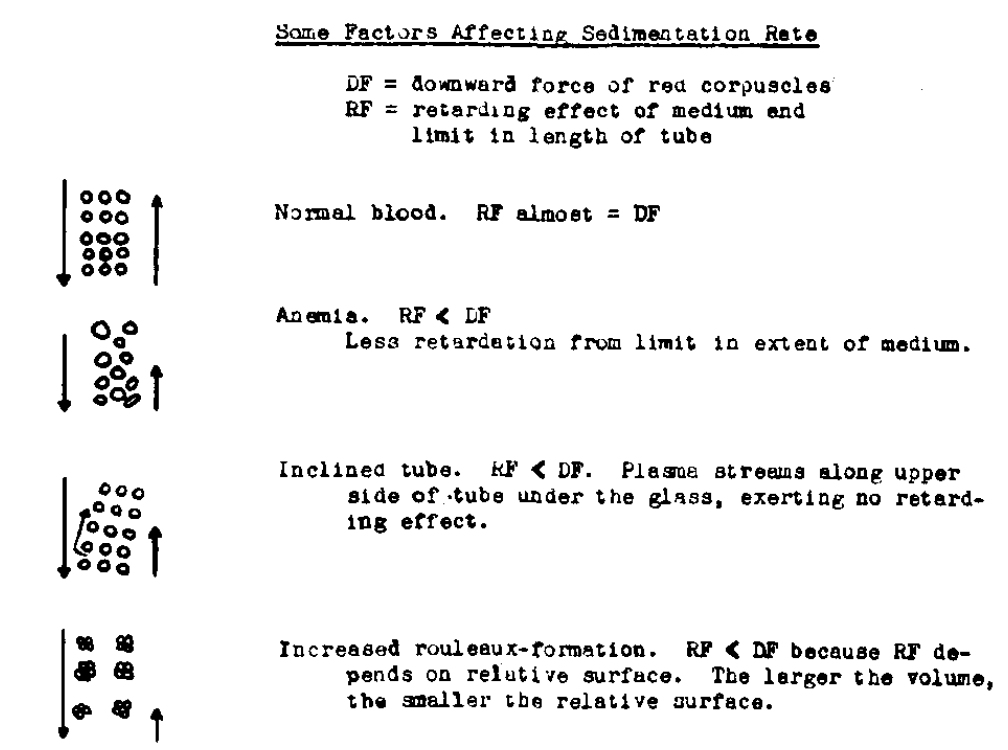 Some Factors Affecting Sedimentation Rate
DF = downward force of red corpuscles
RF = retarding effect of medium and
limit in length of tube
Normal blood. RF almost = DF
Anemia. RF < DF
Less retardation from limit in extent of medium.
Inclined tube. RF < DF. Plasma streams along upper
side of tube under the glass, exerting no retard-
ing effect.
Increased rouleaux-formation. RF < DF because RF de-
pends on relative surface. The larger the volume,
the smaller the relative surface.